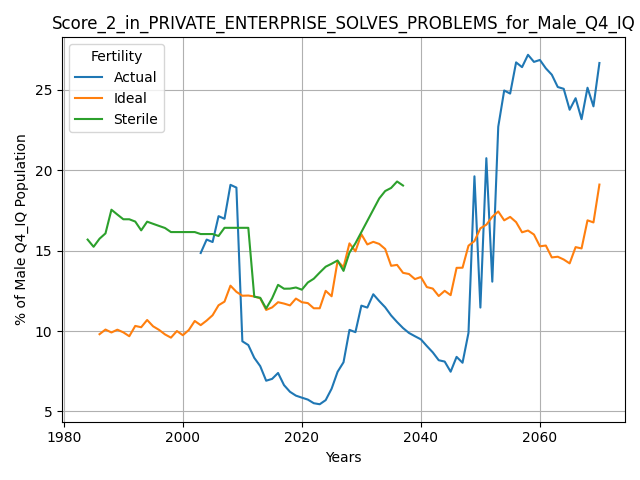 Score_2_in_PRIVATE_ENTERPRISE_SOLVES_PROBLEMS_for_Male_Q4_IQ
Fertility
Actual
Ideal
Sterile
% of Male Q4_IQ Population
25
20
15
10
5
1980 2000 2020 2040 2060
Years